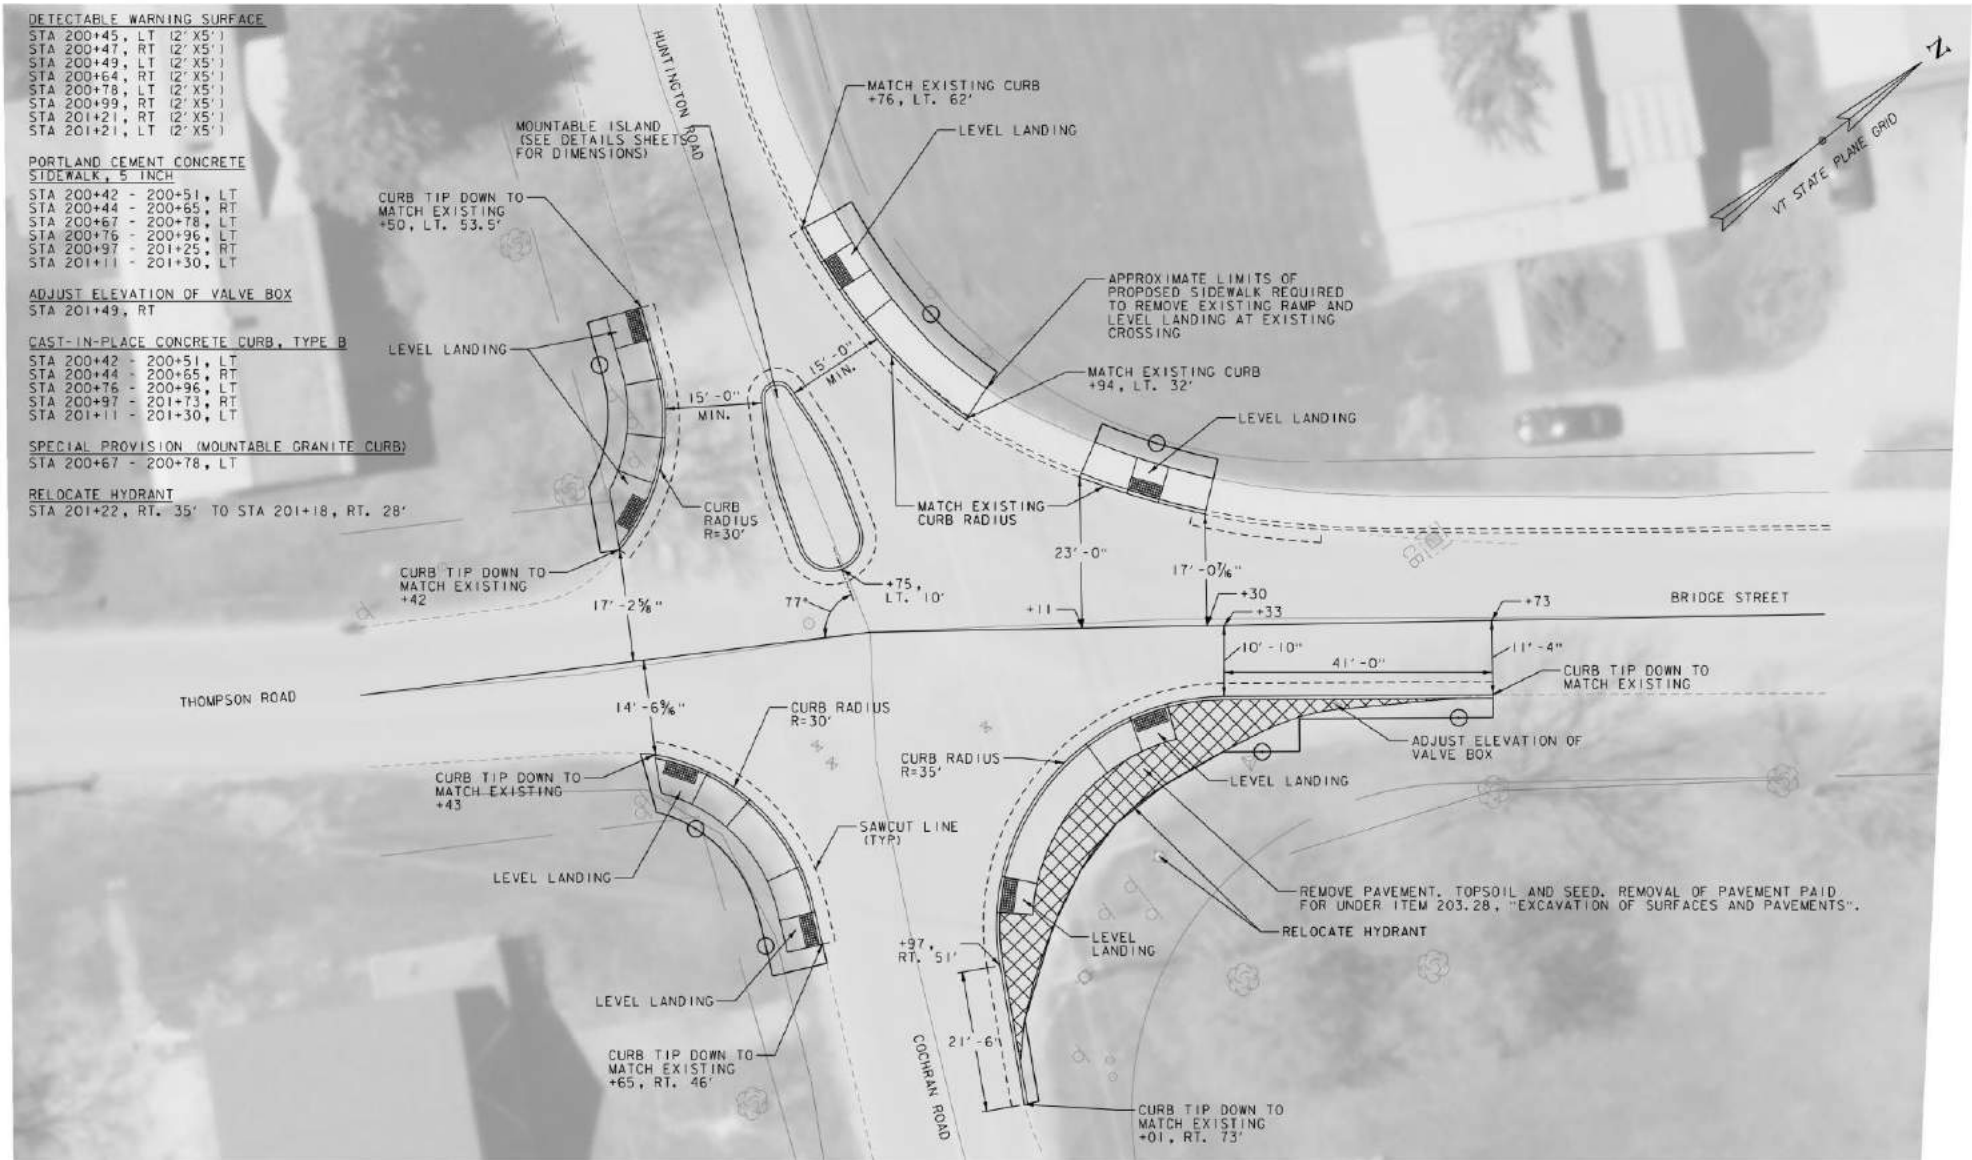 DETECTABLE WARNING SURFACE
STA 200+45, LT (2'X5')
STA 200+47, RT (2'X5')
STA 200+49, LT (2'X5')
STA 200+64, RT (2'X5')
STA 200+78, LT (2'X5')
STA 200+99, RT (2'X5')
STA 201+21, RT (2'X5')
STA 201+21, LT (2'X5')
PORTLAND CEMENT CONCRETE
SIDEWALK, 5 INCH
STA 200+42 - 200+51, LT
STA 200+44 - 200+65, RT
STA 200+67 - 200+78, LT
STA 200+76 - 200+96, LT
STA 200+97 - 201+25, RT
STA 201+11 - 201+30, LT
ADJUST ELEVATION OF VALVE BOX
STA 201+49, RT
CAST-IN-PLACE CONCRETE CURB, TYPE B
STA 200+42 - 200+51, LT
STA 200+44 - 200+65, RT
STA 200+76 - 200+96, LT
STA 200+97 - 201+73, RT
STA 201+11 - 201+30, LT
SPECIAL PROVISION (MOUNTABLE GRANITE CURB)
STA 200+67 - 200+78, LT
RELOCATE HYDRANT
STA 201+22, RT. 35' TO STA 201+18, RT. 28'
HUNTINGTON ROAD
MOUNTABLE ISLAND
(SEE DETAILS SHEETS
FOR DIMENSIONS)
CURB TIP DOWN TO
MATCH EXISTING
+50, LT. 53.5'
LEVEL LANDING
MATCH EXISTING CURB
+76, LT. 62'
LEVEL LANDING
N
VT STATE PLANE GRID
APPROXIMATE LIMITS OF
PROPOSED SIDEWALK REQUIRED
TO REMOVE EXISTING RAMP AND
LEVEL LANDING AT EXISTING
CROSSING
MATCH EXISTING CURB
+94, LT. 32'
LEVEL LANDING
15'-0"
MIN.
15'-0"
MIN.
CURB
RADIUS
R=30'
MATCH EXISTING
CURB RADIUS
CURB TIP DOWN TO
MATCH EXISTING
+42
17'-2⅝"
77°
+75,
LT. 10'
23'-0"
17'-0⁷⁄₁₆"
+11
+30
+33
+73
BRIDGE STREET
10'-10"
41'-0"
11'-4"
CURB TIP DOWN TO
MATCH EXISTING
THOMPSON ROAD
CURB RADIUS
R=30'
CURB RADIUS
R=35'
ADJUST ELEVATION OF
VALVE BOX
LEVEL LANDING
CURB TIP DOWN TO
MATCH EXISTING
+43
SAWCUT LINE
(TYP)
LEVEL LANDING
REMOVE PAVEMENT. TOPSOIL AND SEED. REMOVAL OF PAVEMENT PAID
FOR UNDER ITEM 203.28, "EXCAVATION OF SURFACES AND PAVEMENTS".
RELOCATE HYDRANT
LEVEL
LANDING
+97,
RT. 51'
LEVEL LANDING
21'-6"
COCHRAN ROAD
CURB TIP DOWN TO
MATCH EXISTING
+65, RT. 46'
CURB TIP DOWN TO
MATCH EXISTING
+01, RT. 73'